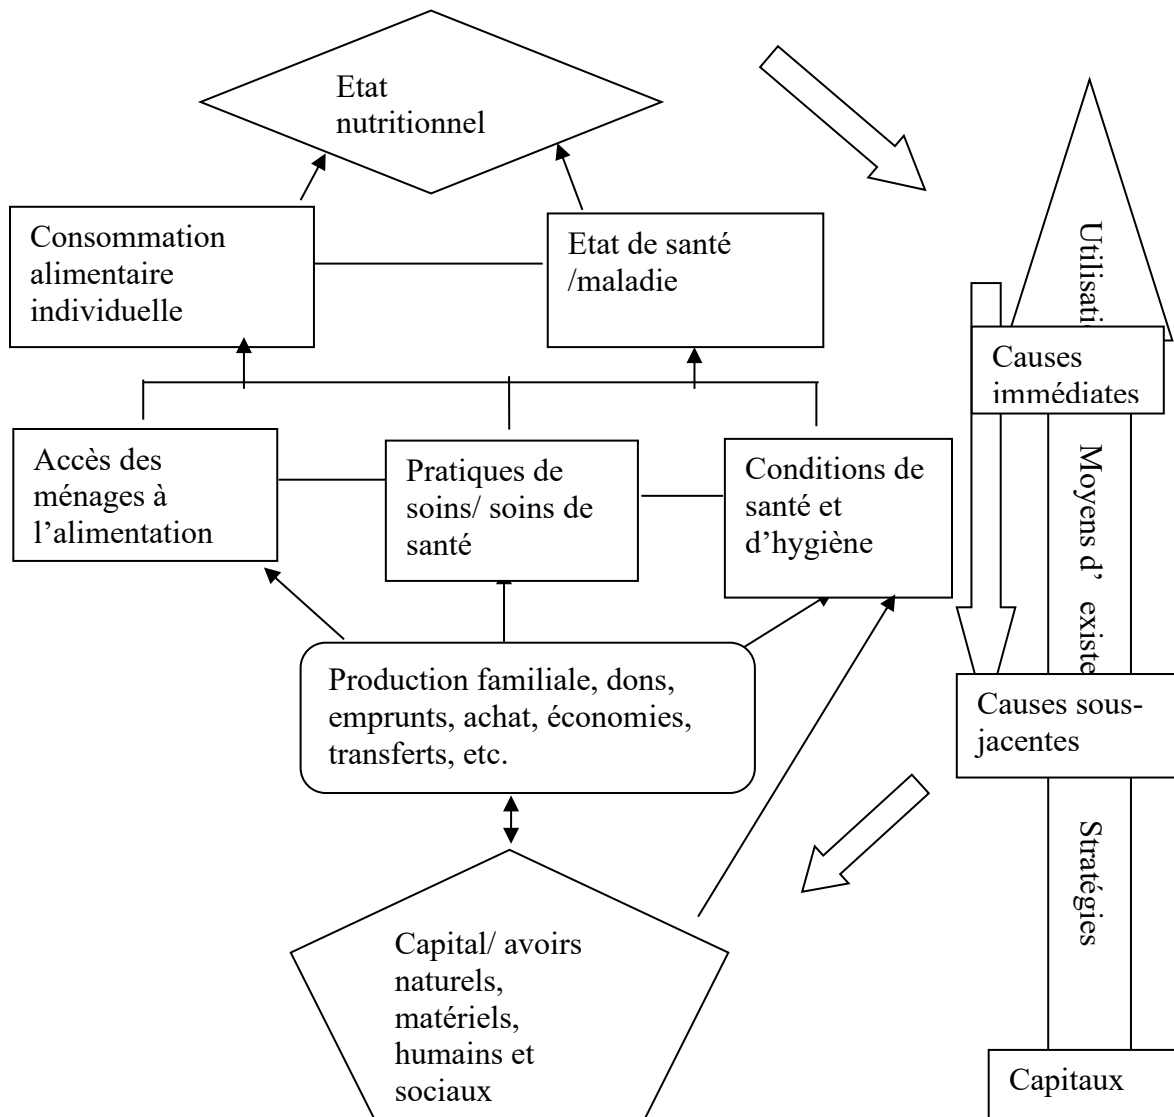 Etat
nutritionnel
Consommation
alimentaire
individuelle
Etat de santé
/maladie
Accès des
ménages à
l’alimentation
Pratiques de
soins/ soins de
santé
Conditions de
santé et
d’hygiène
Production familiale, dons,
emprunts, achat, économies,
transferts, etc.
Capital/ avoirs
naturels,
matériels,
humains et
sociaux
Causes
immédiates
Causes sous-
jacentes
Capitaux
Stratégies
Moyens d’